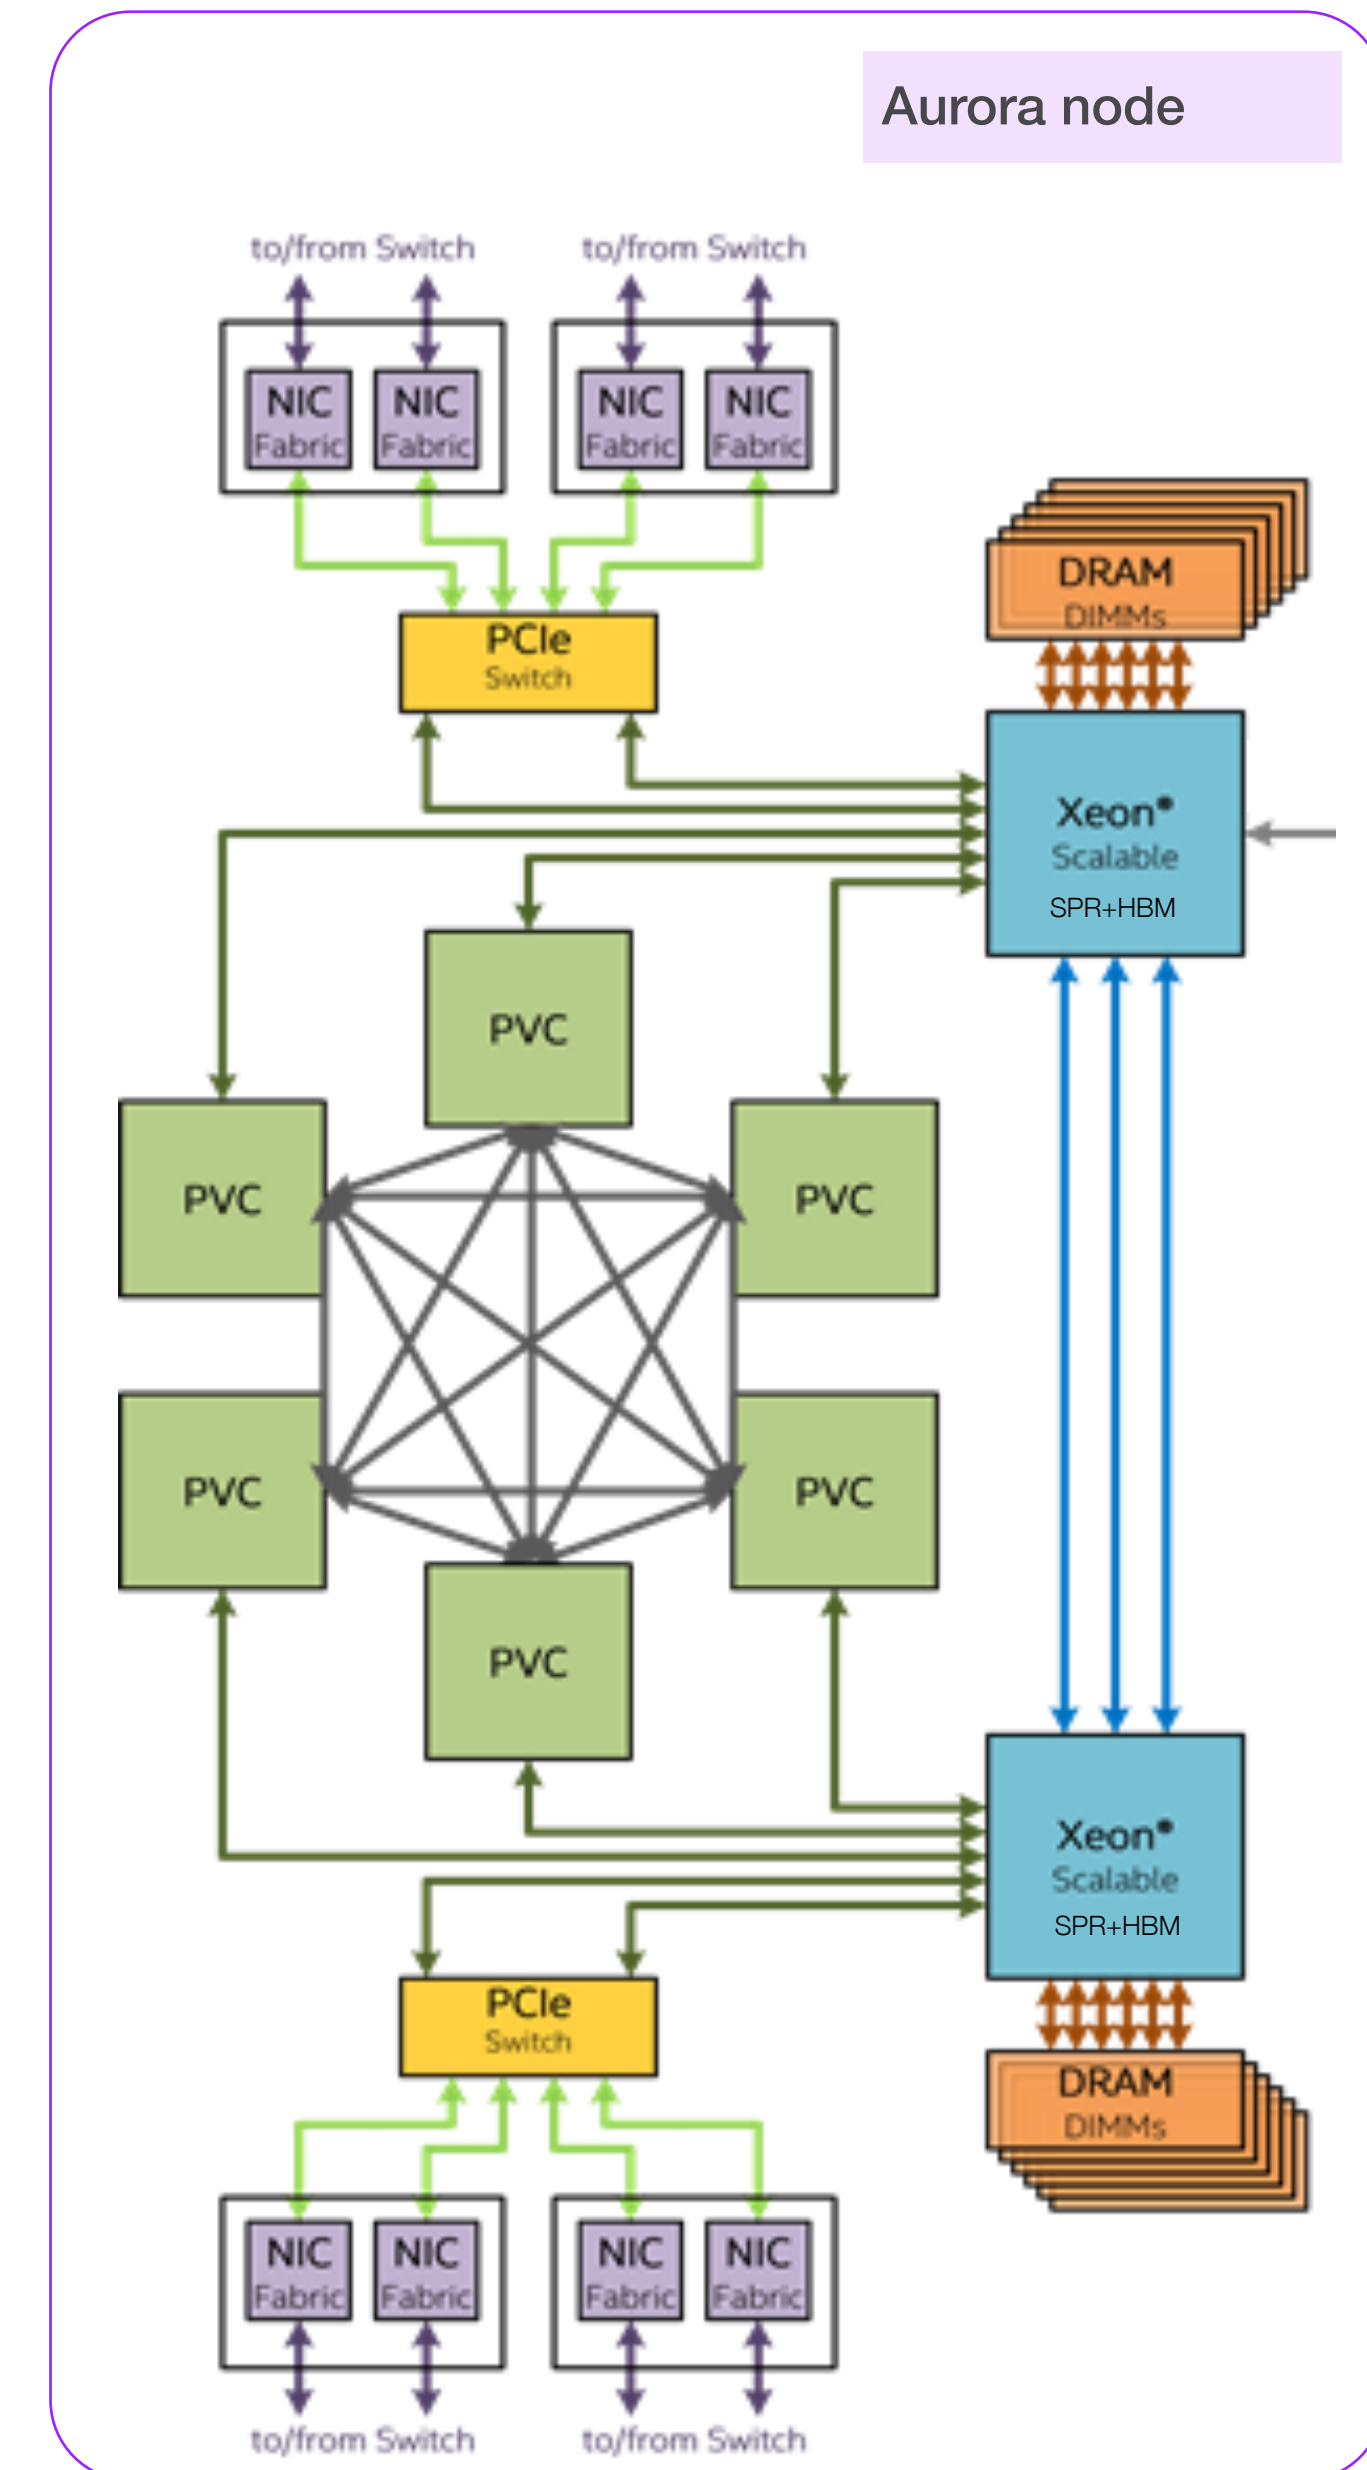 Aurora node
to/from Switch
to/from Switch
NIC
Fabric
NIC
Fabric
NIC
Fabric
NIC
Fabric
DRAM
DIMMs
PCIe
Switch
Xeon®
Scalable
SPR+HBM
PVC
PVC
PVC
PVC
PVC
PVC
Xeon®
Scalable
SPR+HBM
PCIe
Switch
DRAM
DIMMs
NIC
Fabric
NIC
Fabric
NIC
Fabric
NIC
Fabric
to/from Switch
to/from Switch